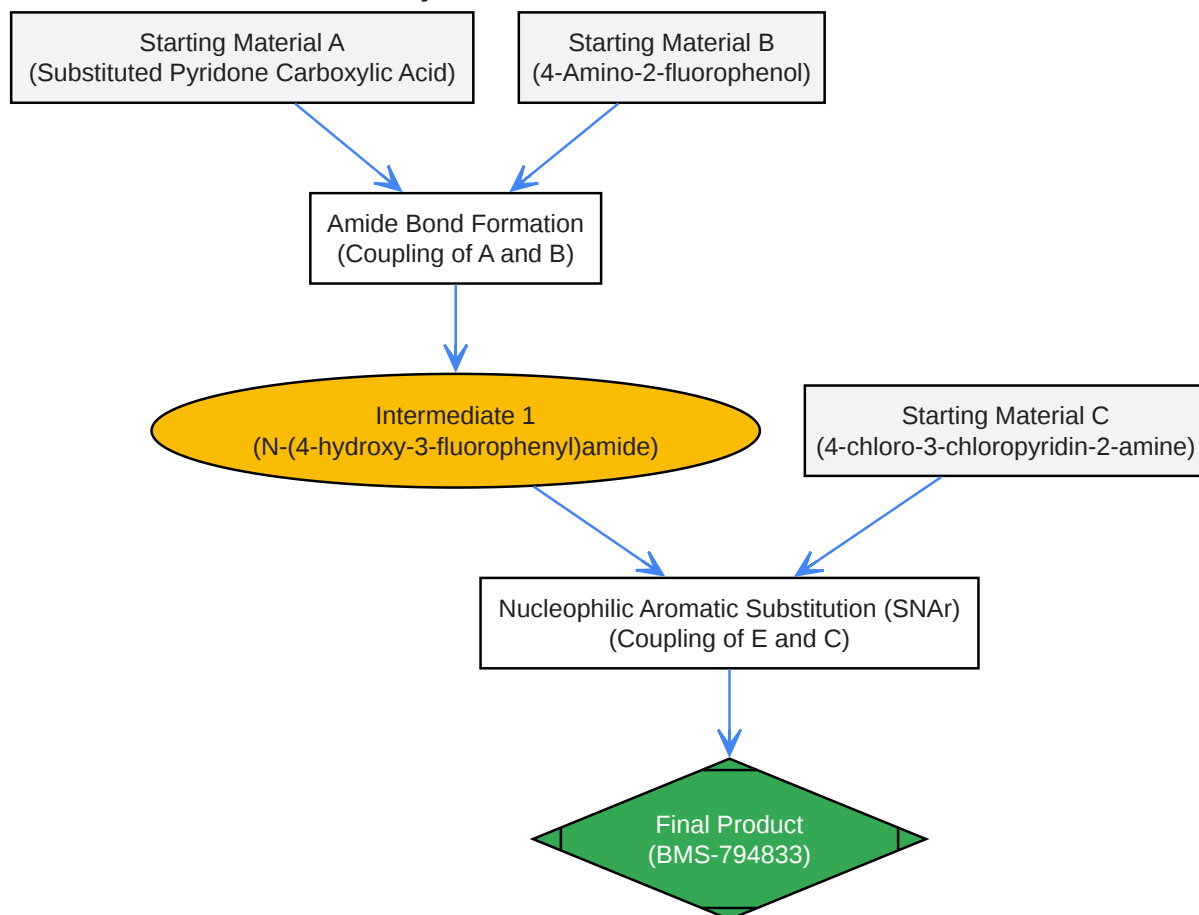 Starting Material A
(Substituted Pyridone Carboxylic Acid)
Starting Material B
(4-Amino-2-fluorophenol)
Amide Bond Formation
(Coupling of A and B)
Intermediate 1
(N-(4-hydroxy-3-fluorophenyl)amide)
Starting Material C
(4-chloro-3-chloropyridin-2-amine)
Nucleophilic Aromatic Substitution (SNAr)
(Coupling of E and C)
Final Product
(BMS-794833)